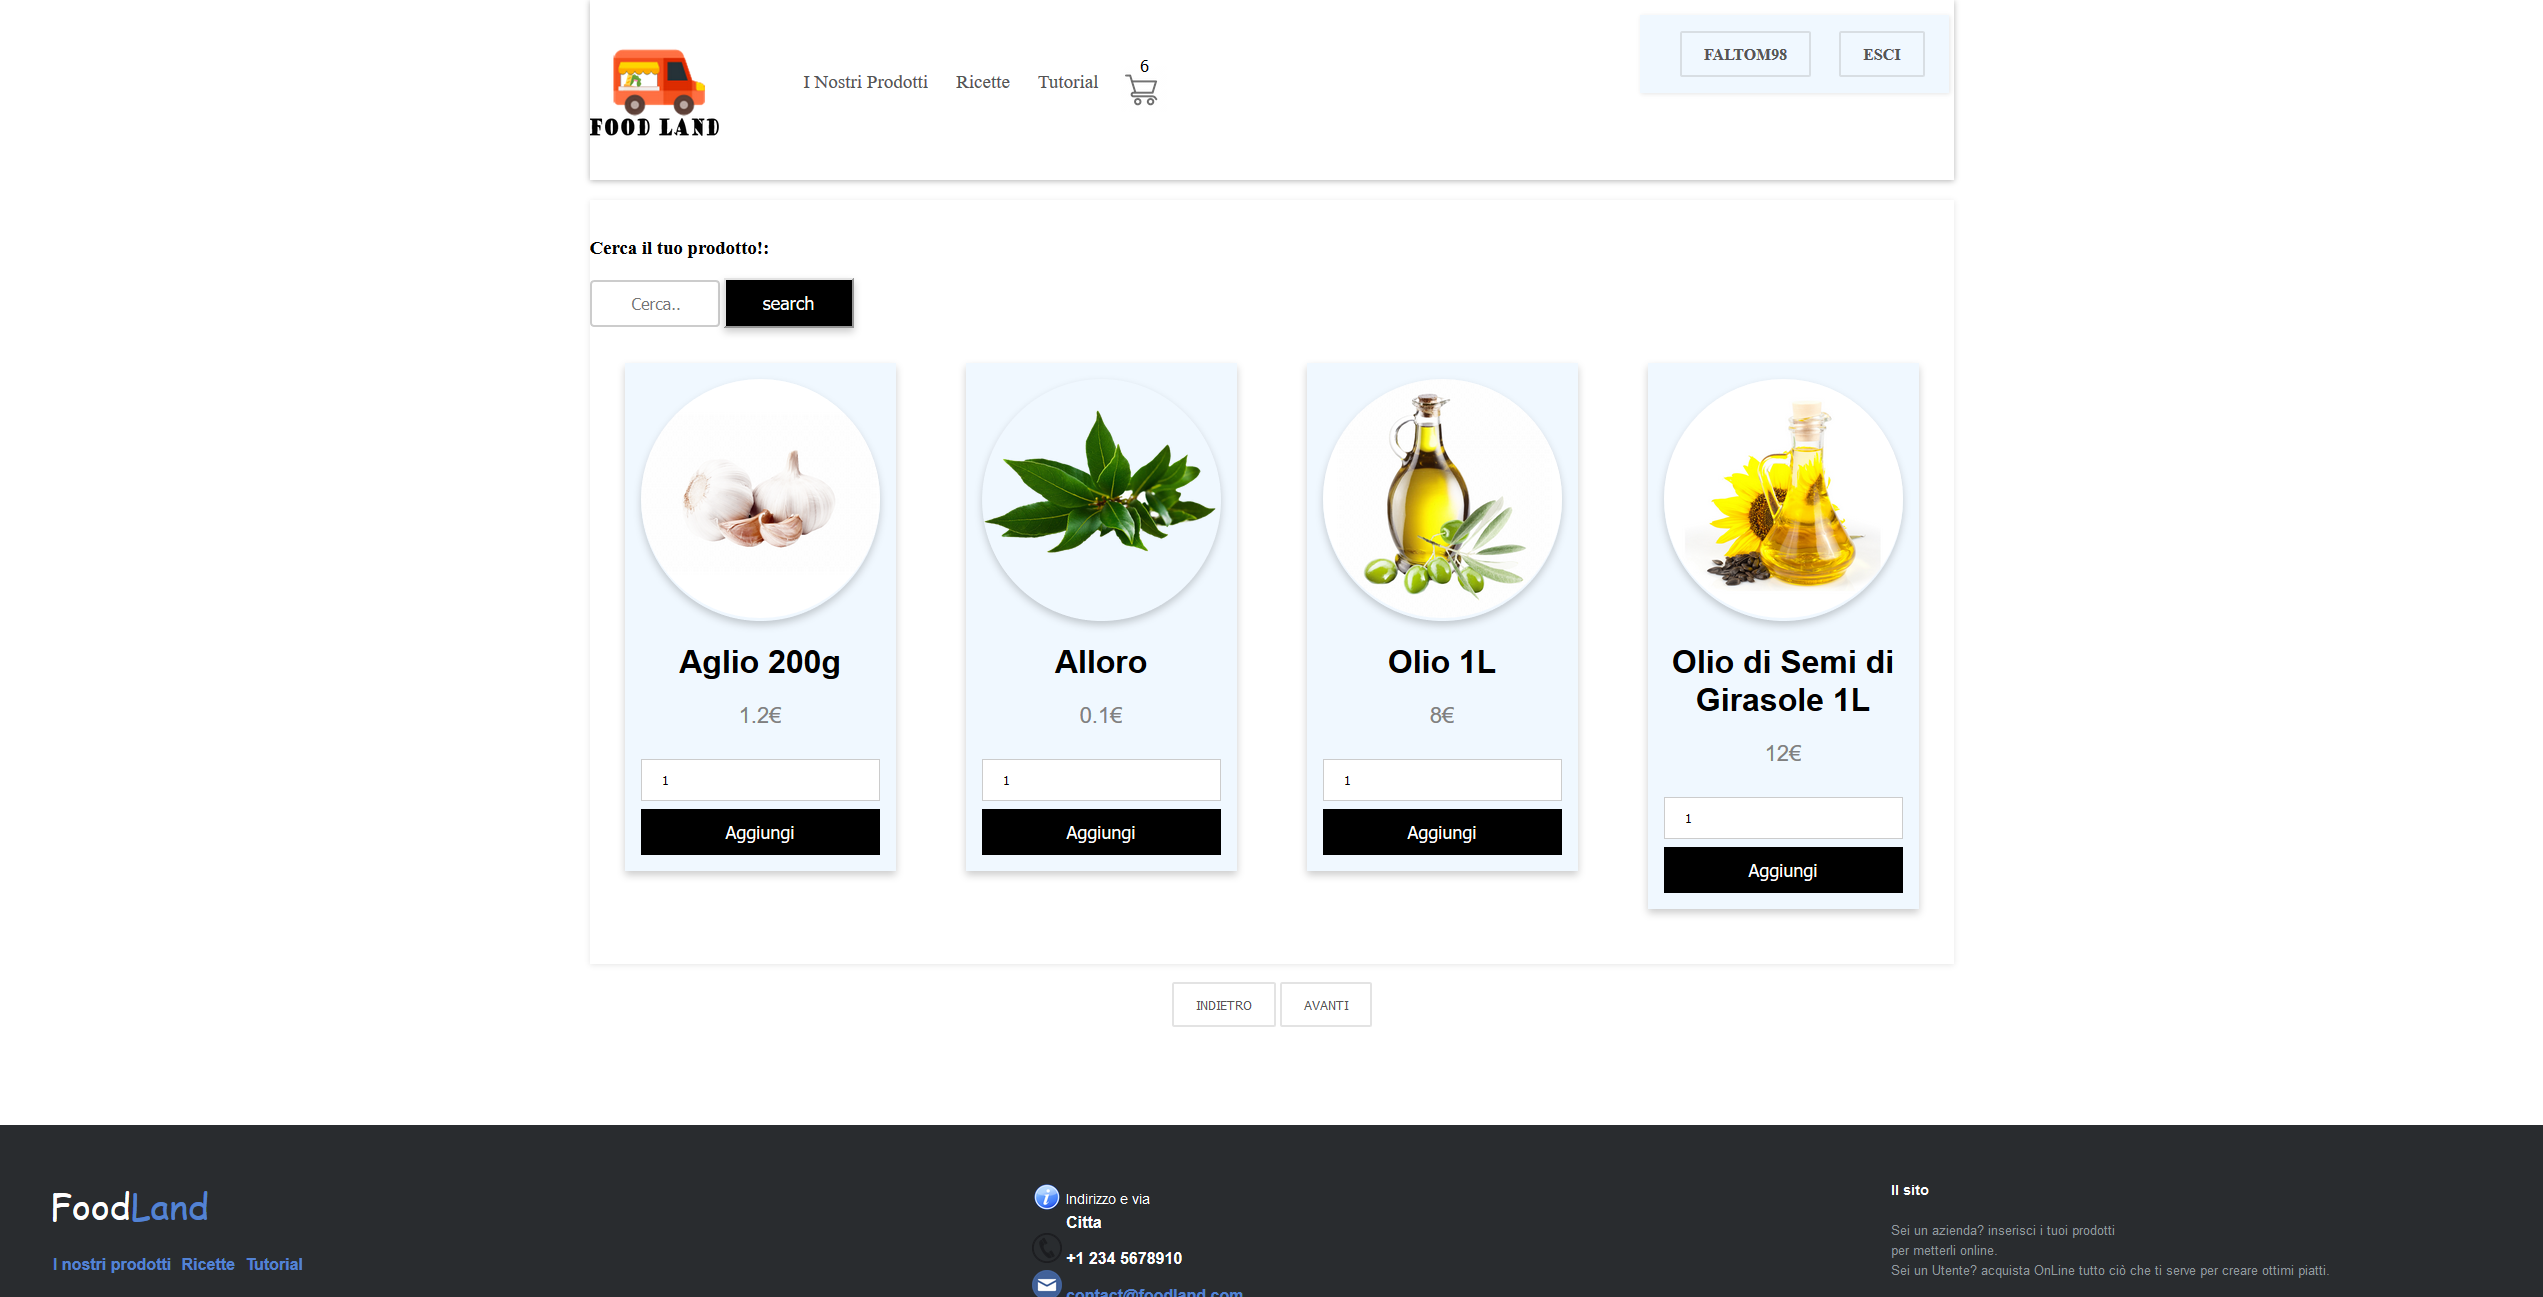 FOOD LAND
I Nostri Prodotti
Ricette
Tutorial
6
FALTOM98
ESCI
Cerca il tuo prodotto!:
Cerca..
search
Aglio 200g
1.2€
1
Aggiungi
Alloro
0.1€
1
Aggiungi
Olio 1L
8€
1
Aggiungi
Olio di Semi di
Girasole 1L
12€
1
Aggiungi
INDIETRO
AVANTI
FoodLand
I nostri prodotti Ricette Tutorial
Indirizzo e via
Citta
+1 234 5678910
contact@foodland.com
Il sito
Sei un azienda? inserisci i tuoi prodotti
per metterli online.
Sei un Utente? acquista OnLine tutto ciò che ti serve per creare ottimi piatti.